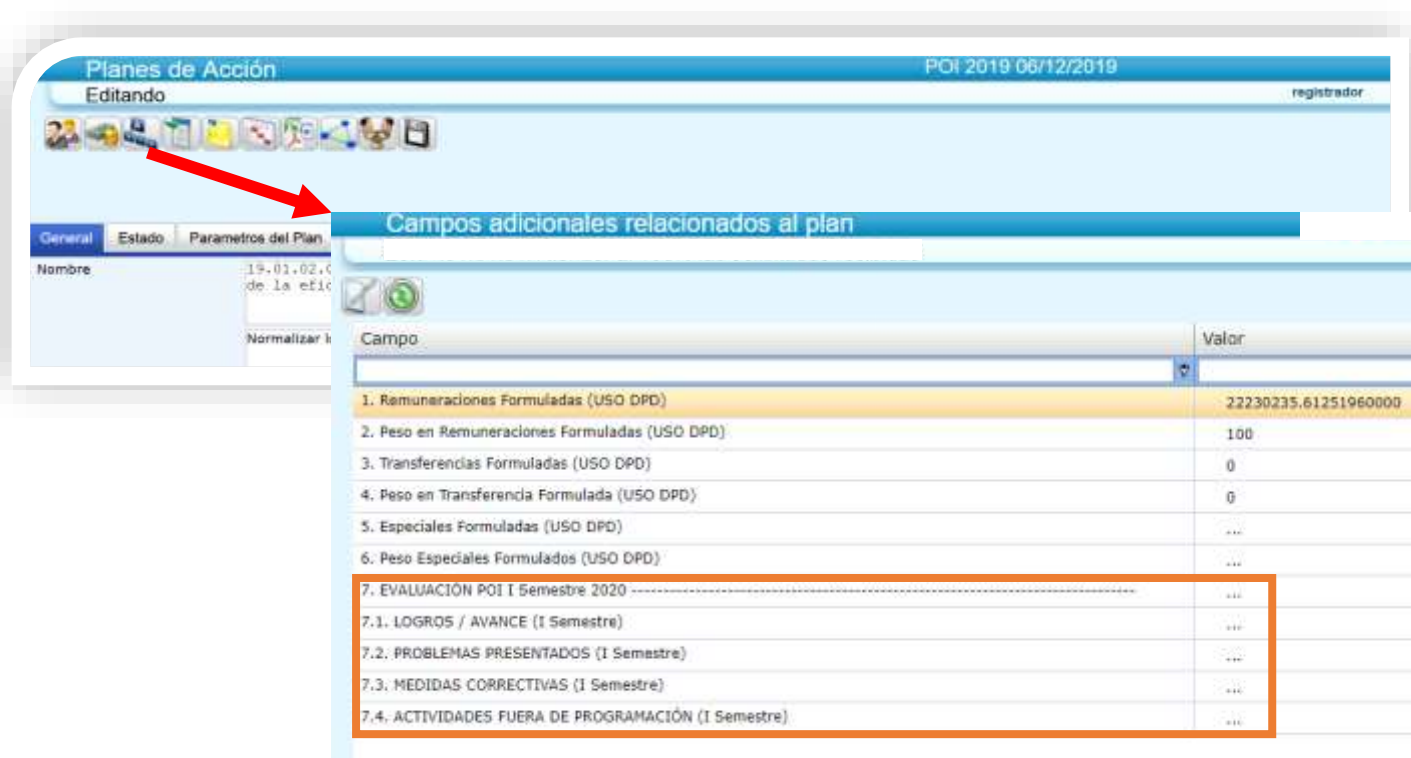 Planes de Acción
POI 2019 06/12/2019
Editando
registrador
General
Estado
Parametros del Plan
Nombre
19.01.02.
de la efic
Normalizar
Campos adicionales relacionados al plan
Campo
Valor
1. Remuneraciones Formuladas (USO DPD)
22230235.61251960000
2. Peso en Remuneraciones Formuladas (USO DPD)
100
3. Transferencias Formuladas (USO DPD)
0
4. Peso en Transferencia Formulada (USO DPD)
0
5. Especiales Formuladas (USO DPD)
...
6. Peso Especiales Formulados (USO DPD)
...
7. EVALUACIÓN POI I Semestre 2020 --------------------------------------------------------------------------------
...
7.1. LOGROS / AVANCE (I Semestre)
...
7.2. PROBLEMAS PRESENTADOS (I Semestre)
...
7.3. MEDIDAS CORRECTIVAS (I Semestre)
...
7.4. ACTIVIDADES FUERA DE PROGRAMACIÓN (I Semestre)
...